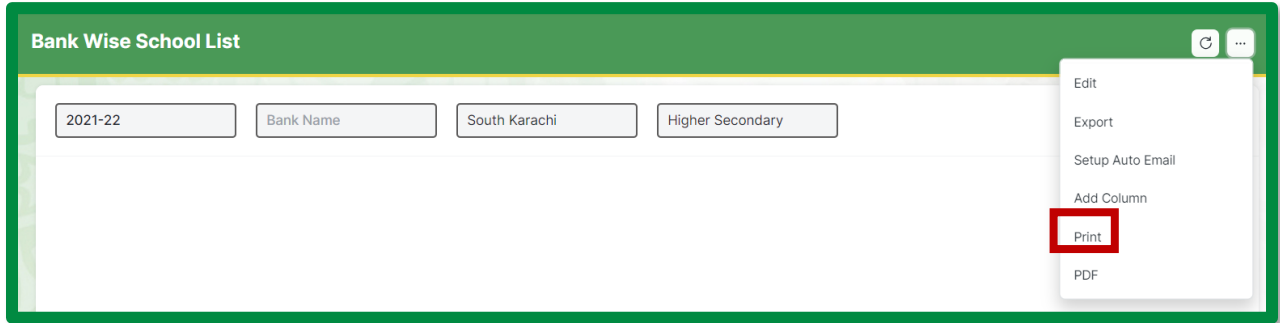 Bank Wise School List
...
2021-22
Bank Name
South Karachi
Higher Secondary
Edit
Export
Setup Auto Email
Add Column
Print
PDF